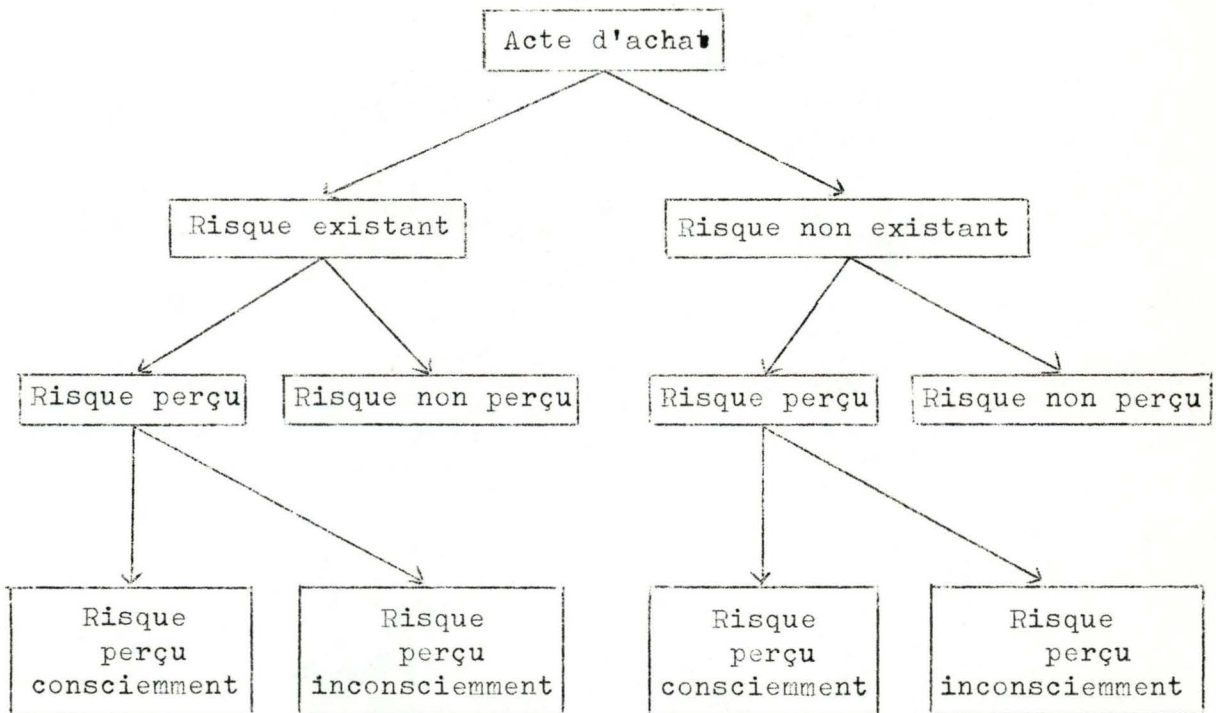 Acte d'achat
Risque existant
Risque non existant
Risque perçu
Risque non perçu
Risque perçu
Risque non perçu
Risque
perçu
consciemment
Risque
perçu
inconsciemment
Risque
perçu
consciemment
Risque
perçu
inconsciemment